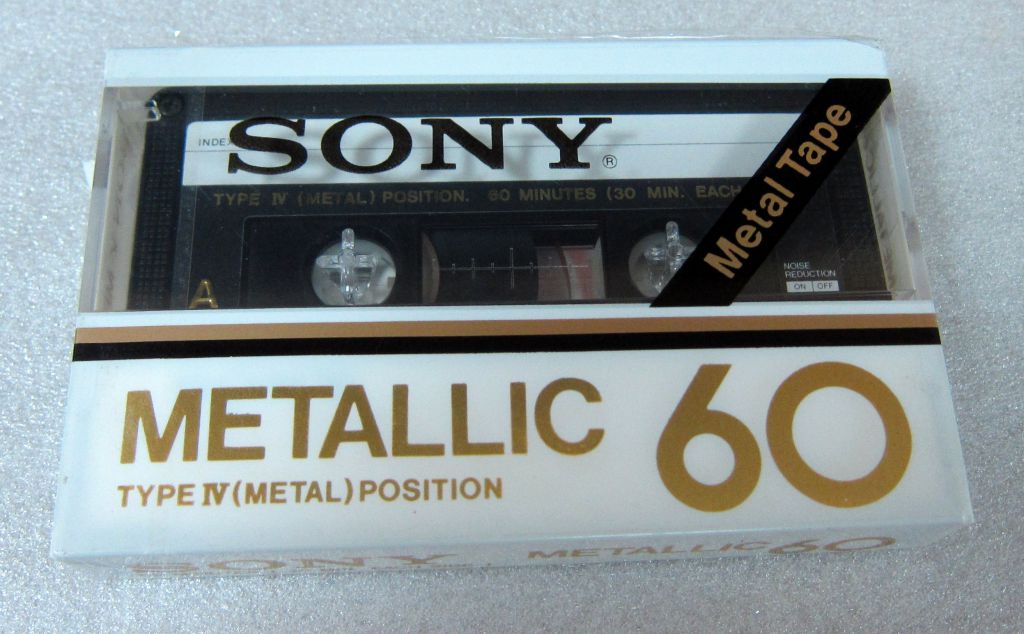 INDEX
SONY®
TYPE IV (METAL) POSITION. 60 MINUTES (30 MIN. EACH
Metal Tape
A
NOISE
REDUCTION
ON OFF
METALLIC 60
TYPE IV (METAL) POSITION
SONY METALLIC 60